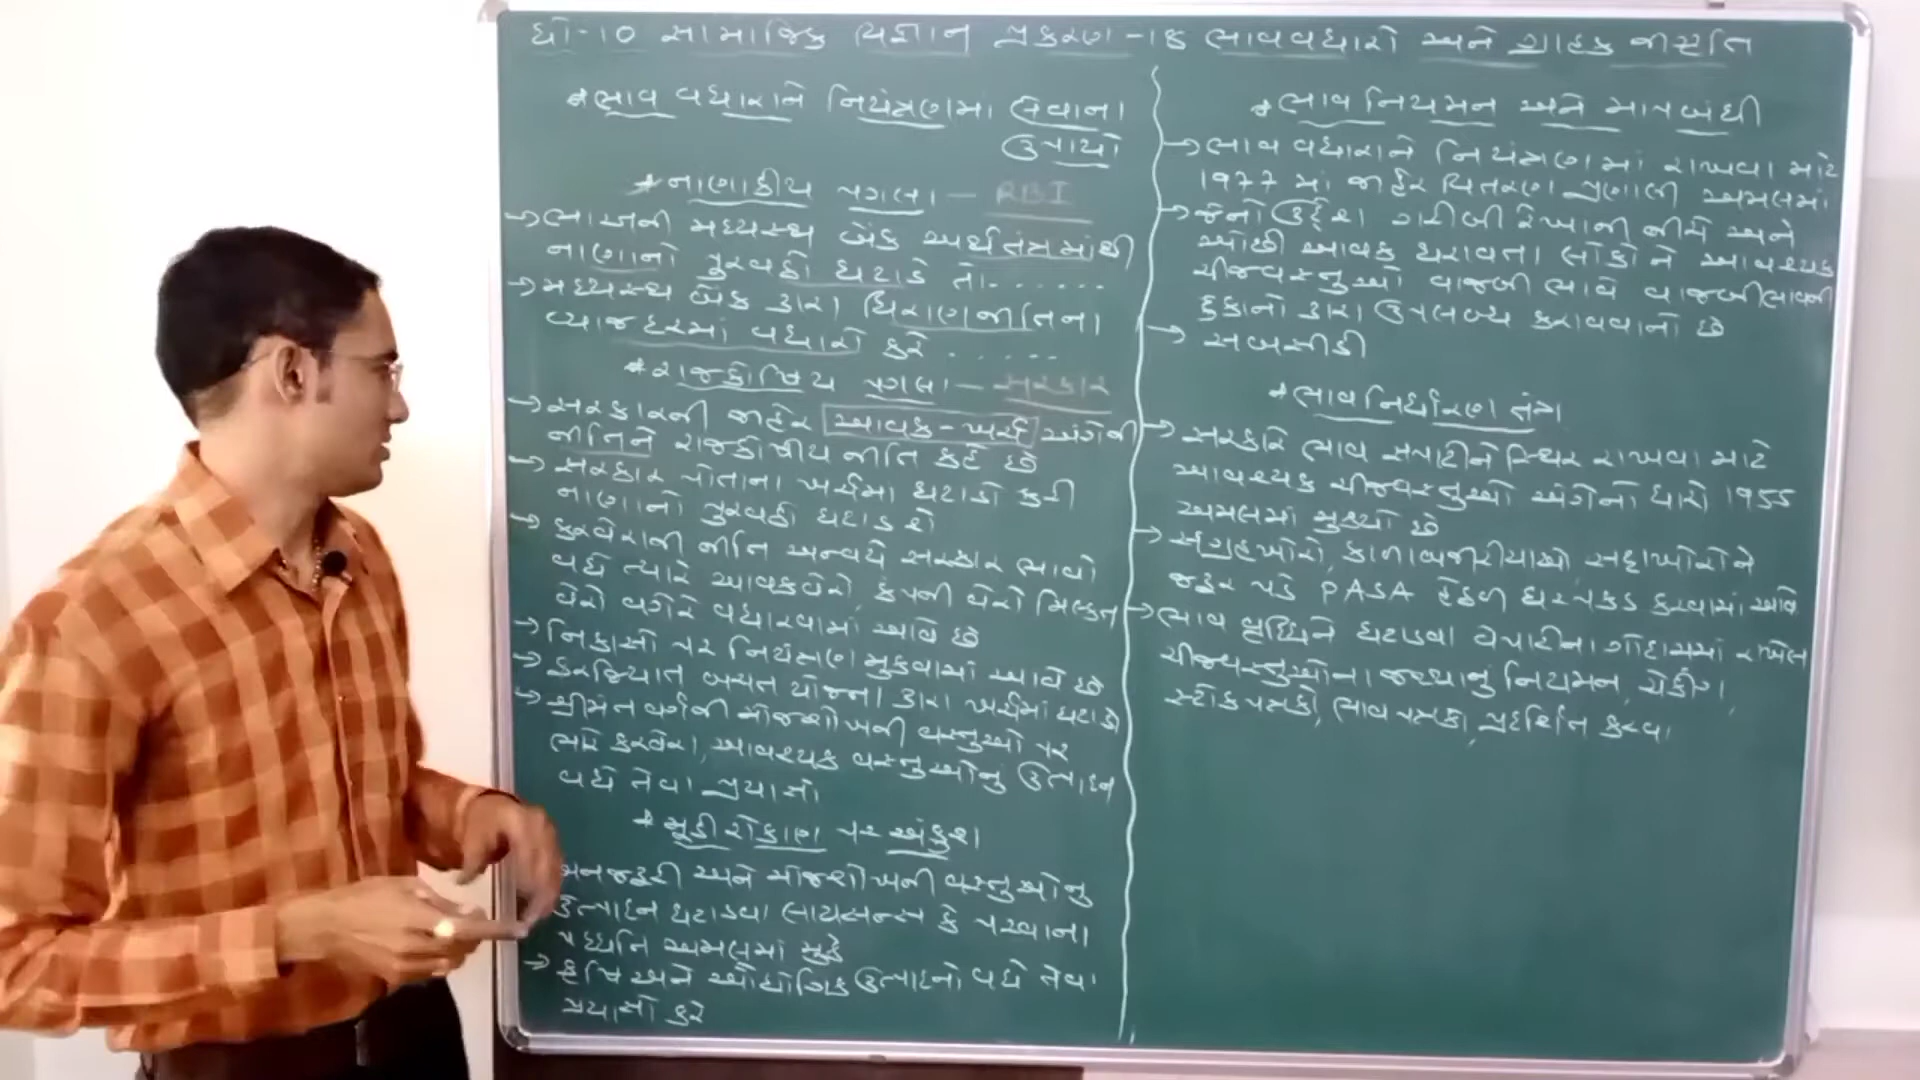 ધો-૧૦ સામાજિક વિજ્ઞાન પ્રકરણ-૧૮ ભાવવધારો અને ગ્રાહક જાગૃતિ
* ભાવ વધારાને નિયંત્રણમાં લેવાના
ઉપાયો
* નાણાકીય પગલા — RBI
→ ભારતની મધ્યસ્થ બેંક અર્થતંત્રમાંથી
નાણાનો પુરવઠો ઘટાડે તો.......
→ મધ્યસ્થ બેંક દ્વારા ધિરાણનીતિના
વ્યાજદરમાં વધારો કરે ......
* રાજકોષિય પગલા — સરકાર
→ સરકારની જાહેર આવક-ખર્ચ અંગેની
નીતિને રાજકોષીય નીતિ કહે છે
→ સરકાર પોતાના ખર્ચમાં ઘટાડો કરી
નાણાનો પુરવઠો ઘટાડશે
→ કરવેરાની નીતિ અન્વયે સરકાર ભાવો
વધે ત્યારે આવકવેરો, કંપની વેરો મિલ્કત
વેરો વગેરે વધારવામાં આવે છે
→ નિકાસો પર નિયંત્રણ મુકવામાં આવે છે
→ ફરજિયાત બચત યોજના દ્વારા ખર્ચમાં ઘટાડો
→ શ્રીમંત વર્ગની મોજશોખની વસ્તુઓ પર
ભારે કરવેરા, આવશ્યક વસ્તુઓનું ઉત્પાદન
વધે તેવા પ્રયાસો
* મૂડી રોકાણ પર અંકુશ
બનજરૂરી અને મોજશોખની વસ્તુઓનુ
ઉત્પાદન ઘટાડવા લાયસન્સ કે પરવાના
પધ્ધતિ અમલમાં મુકે
→ કૃષિ અને ઔદ્યોગિક ઉત્પાદનો વધે તેવા
પ્રયાસો કરે
* ભાવ નિયમન અને માપબંધી
→ ભાવ વધારાને નિયંત્રણમાં રાખવા માટે
1977 માં જાહેર વિતરણ પ્રણાલી અમલમાં
→ જેનો ઉદ્દેશ ગરીબી રેખાની નીચે અને
ઓછી આવક ધરાવતા લોકોને આવશ્યક
ચીજવસ્તુઓ વાજબી ભાવે વાજબીભાવની
દુકાનો દ્વારા ઉપલબ્ધ કરાવવાનો છે
→ સબસીડી
* ભાવનિર્ધારણ તંત્ર
→ સરકારે ભાવ સપાટીને સ્થિર રાખવા માટે
આવશ્યક ચીજવસ્તુઓ અંગેનો ધારો 1955
અમલમાં મુક્યો છે
→ સંગ્રહખોરો, કાળાબજારીયાઓ, સટ્ટાખોરોને
જરૂર પડે PASA હેઠળ ધરપકડ કરવામાં આવે
→ ભાવ વૃધ્ધિને ઘટાડવા વેપારીના ગોદામમાં રાખેલ
ચીજવસ્તુઓના જથ્થાનું નિયમન, ચેકીંગ,
સ્ટોકપત્રકો, ભાવ પત્રકો, પ્રદર્શિત કરવા